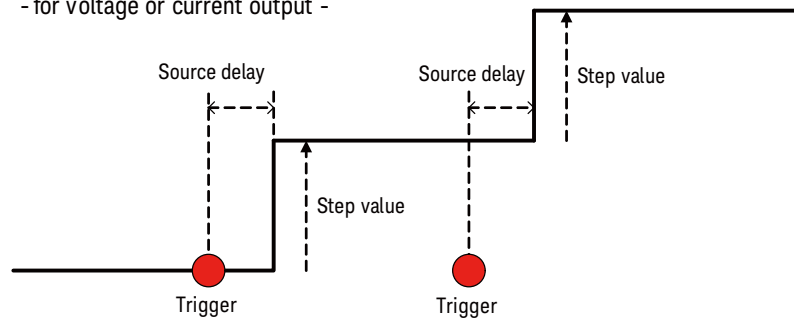 - for voltage or current output -
Source delay
Source delay
Step value
Step value
Trigger
Trigger